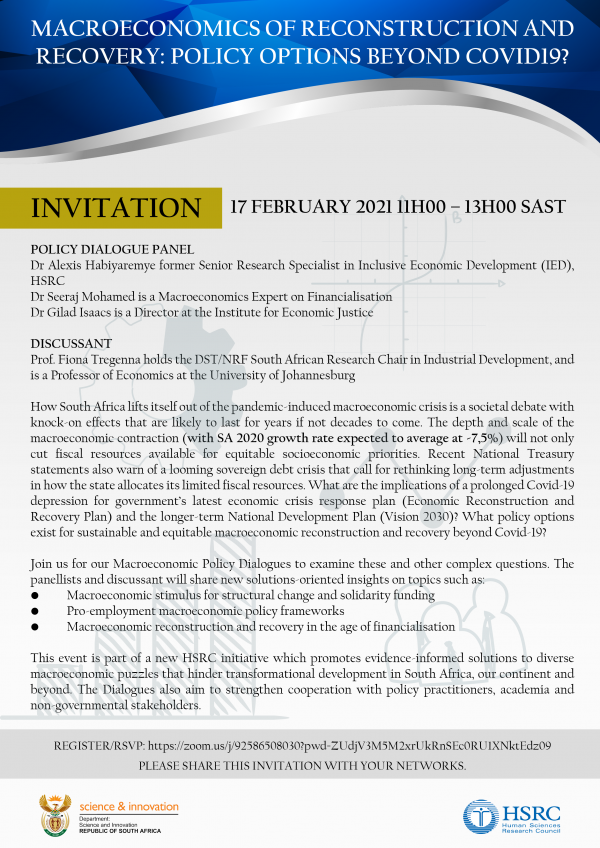 MACROECONOMICS OF RECONSTRUCTION AND
RECOVERY: POLICY OPTIONS BEYOND COVID19?
INVITATION
17 FEBRUARY 2021 11H00 – 13H00 SAST
POLICY DIALOGUE PANEL
Dr Alexis Habiyaremye former Senior Research Specialist in Inclusive Economic Development (IED),
HSRC
Dr Seeraj Mohamed is a Macroeconomics Expert on Financialisation
Dr Gilad Isaacs is a Director at the Institute for Economic Justice
DISCUSSANT
Prof. Fiona Tregenna holds the DST/NRF South African Research Chair in Industrial Development, and
is a Professor of Economics at the University of Johannesburg
How South Africa lifts itself out of the pandemic-induced macroeconomic crisis is a societal debate with
knock-on effects that are likely to last for years if not decades to come. The depth and scale of the
macroeconomic contraction (with SA 2020 growth rate expected to average at -7,5%) will not only
cut fiscal resources available for equitable socioeconomic priorities. Recent National Treasury
statements also warn of a looming sovereign debt crisis that call for rethinking long-term adjustments
in how the state allocates its limited fiscal resources. What are the implications of a prolonged Covid-19
depression for government's latest economic crisis response plan (Economic Reconstruction and
Recovery Plan) and the longer-term National Development Plan (Vision 2030)? What policy options
exist for sustainable and equitable macroeconomic reconstruction and recovery beyond Covid-19?
Join us for our Macroeconomic Policy Dialogues to examine these and other complex questions. The
panellists and discussant will share new solutions-oriented insights on topics such as:
● Macroeconomic stimulus for structural change and solidarity funding
● Pro-employment macroeconomic policy frameworks
● Macroeconomic reconstruction and recovery in the age of financialisation
This event is part of a new HSRC initiative which promotes evidence-informed solutions to diverse
macroeconomic puzzles that hinder transformational development in South Africa, our continent and
beyond. The Dialogues also aim to strengthen cooperation with policy practitioners, academia and
non-governmental stakeholders.
REGISTER/RSVP: https://zoom.us/j/92586508030?pwd-ZUdjV3M5M2xrUkRnSEc0RU1XNktEdz09
PLEASE SHARE THIS INVITATION WITH YOUR NETWORKS.
science & innovation
Department:
Science and Innovation
REPUBLIC OF SOUTH AFRICA
HSRC
Human Sciences
Research Council